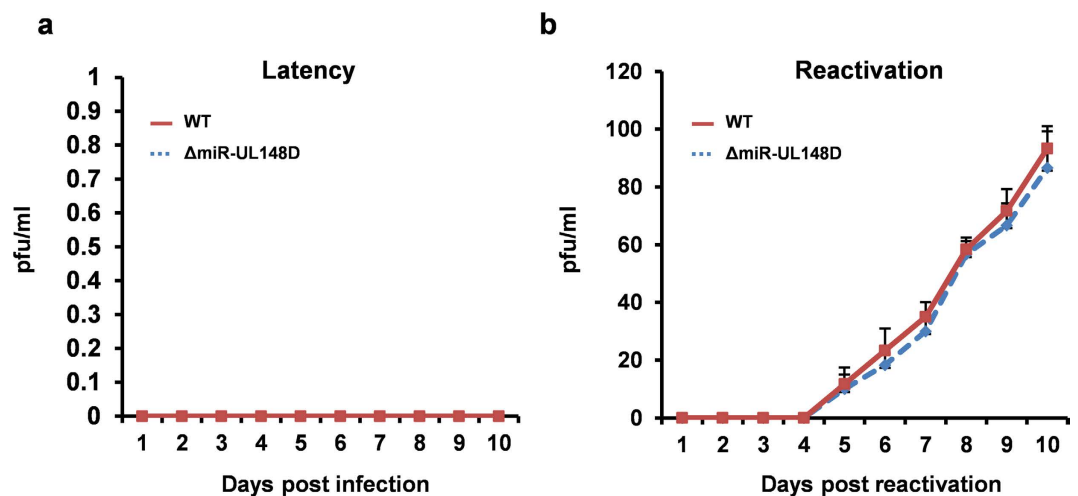 a
Latency
1
0.9
0.8
0.7
0.6
0.5
0.4
0.3
0.2
0.1
0
pfu/ml
WT
ΔmiR-UL148D
1 2 3 4 5 6 7 8 9 10
Days post infection
b
Reactivation
120
100
80
60
40
20
0
pfu/ml
WT
ΔmiR-UL148D
1 2 3 4 5 6 7 8 9 10
Days post reactivation